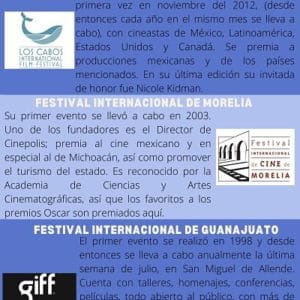 primera vez en noviembre del 2012, (desde
entonces cada año en el mismo mes se lleva a
cabo), con cineastas de México, Latinoamérica,
Estados Unidos y Canadá. Se premia a
producciones mexicanas y de los países
mencionados. En su última edición su invitada
de honor fue Nicole Kidman.
LOS CABOS
INTERNATIONAL
FILM FESTIVAL
FESTIVAL INTERNACIONAL DE MORELIA
Su primer evento se llevó a cabo en 2003.
Uno de los fundadores es el Director de
Cinepolis; premia al cine mexicano y en
especial al de Michoacán, así como promover
el turismo del estado. Es reconocido por la
Academia de Ciencias y Artes
Cinematográficas, así que los favoritos a los
premios Oscar son premiados aquí.
Festival
INTERNACIONAL
de CINE de
MORELIA
FESTIVAL INTERNACIONAL DE GUANAJUATO
El primer evento se realizó en 1998 y desde
entonces se lleva a cabo anualmente la última
semana de julio, en San Miguel de Allende.
Cuenta con talleres, homenajes, conferencias,
películas, todo abierto al público, con más de
giff